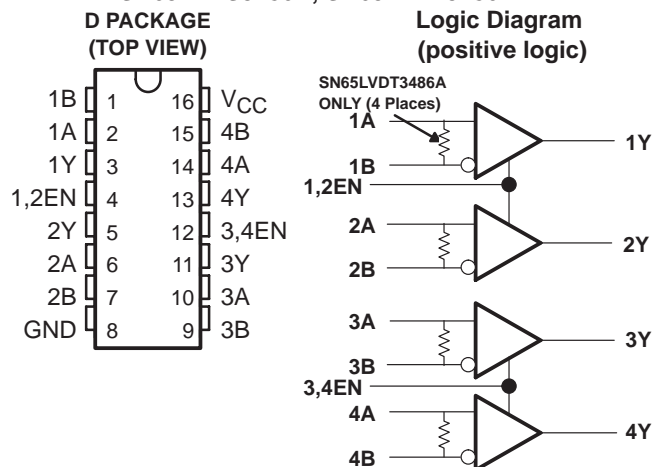 D PACKAGE
(TOP VIEW)
1B 1 16 VCC
1A 2 15 4B
1Y 3 14 4A
1,2EN 4 13 4Y
2Y 5 12 3,4EN
2A 6 11 3Y
2B 7 10 3A
GND 8 9 3B
Logic Diagram
(positive logic)
SN65LVDT3486A
ONLY (4 Places)
1A
1Y
1B
1,2EN
2A
2Y
2B
3A
3Y
3B
3,4EN
4A
4Y
4B